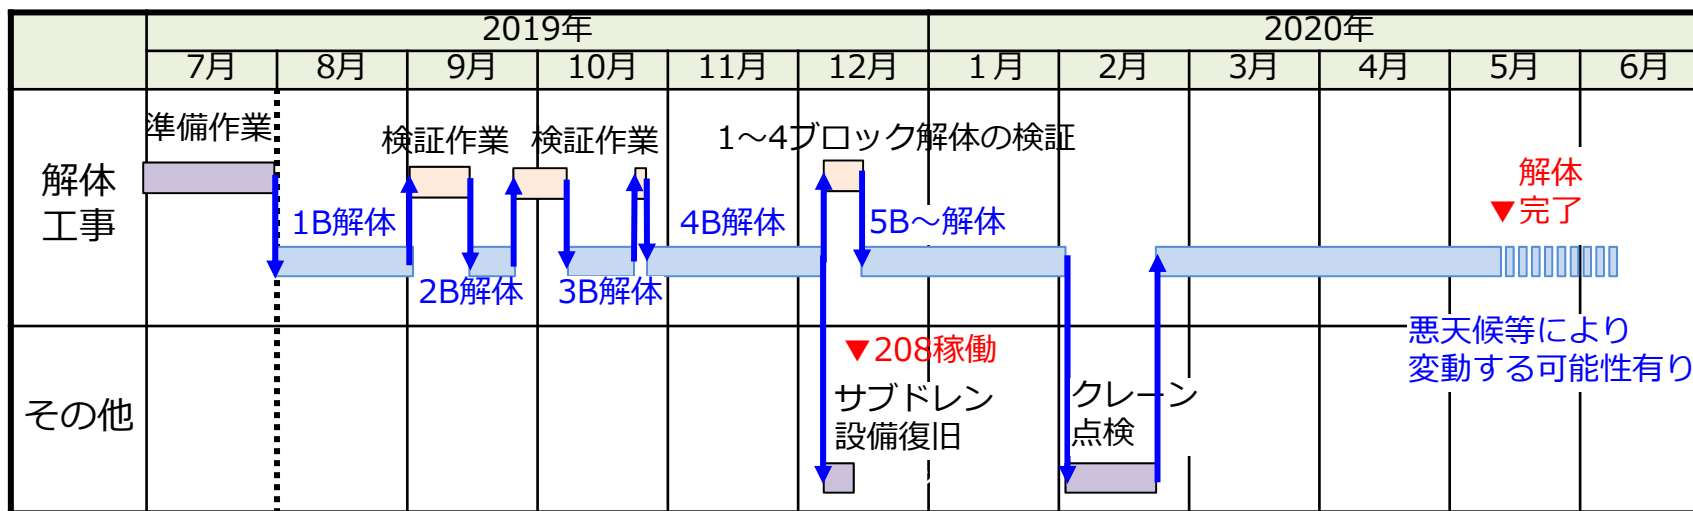 2019年
2020年
7月
8月
9月
10月
11月
12月
1月
2月
3月
4月
5月
6月
解体
工事
準備作業
検証作業
検証作業
1～4ブロック解体の検証
解体
▼完了
1B解体
2B解体
3B解体
4B解体
5B～解体
悪天候等により
変動する可能性有り
その他
▼208稼働
サブドレン
設備復旧
クレーン
点検